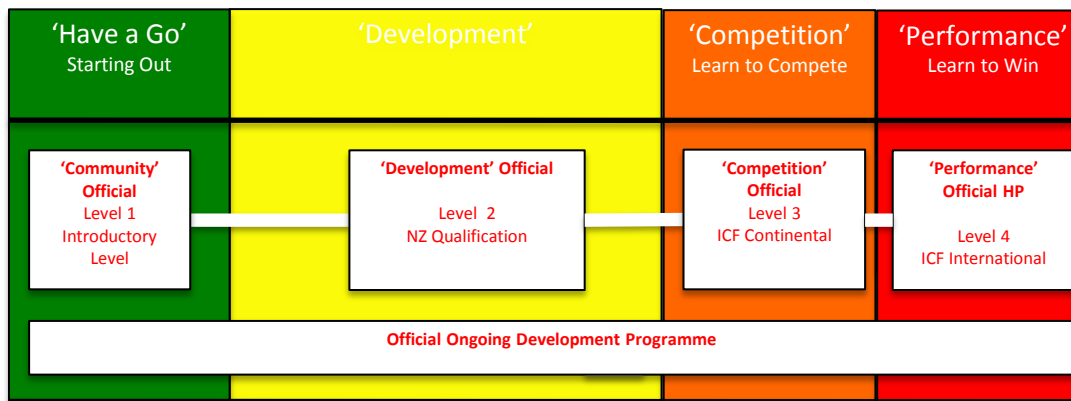 ‘Have a Go’
Starting Out
‘Development’
‘Competition’
Learn to Compete
‘Performance’
Learn to Win
‘Community’
Official
Level 1
Introductory
Level
‘Development’ Official
Level 2
NZ Qualification
‘Competition’
Official
Level 3
ICF Continental
‘Performance’
Official HP
Level 4
ICF International
Official Ongoing Development Programme